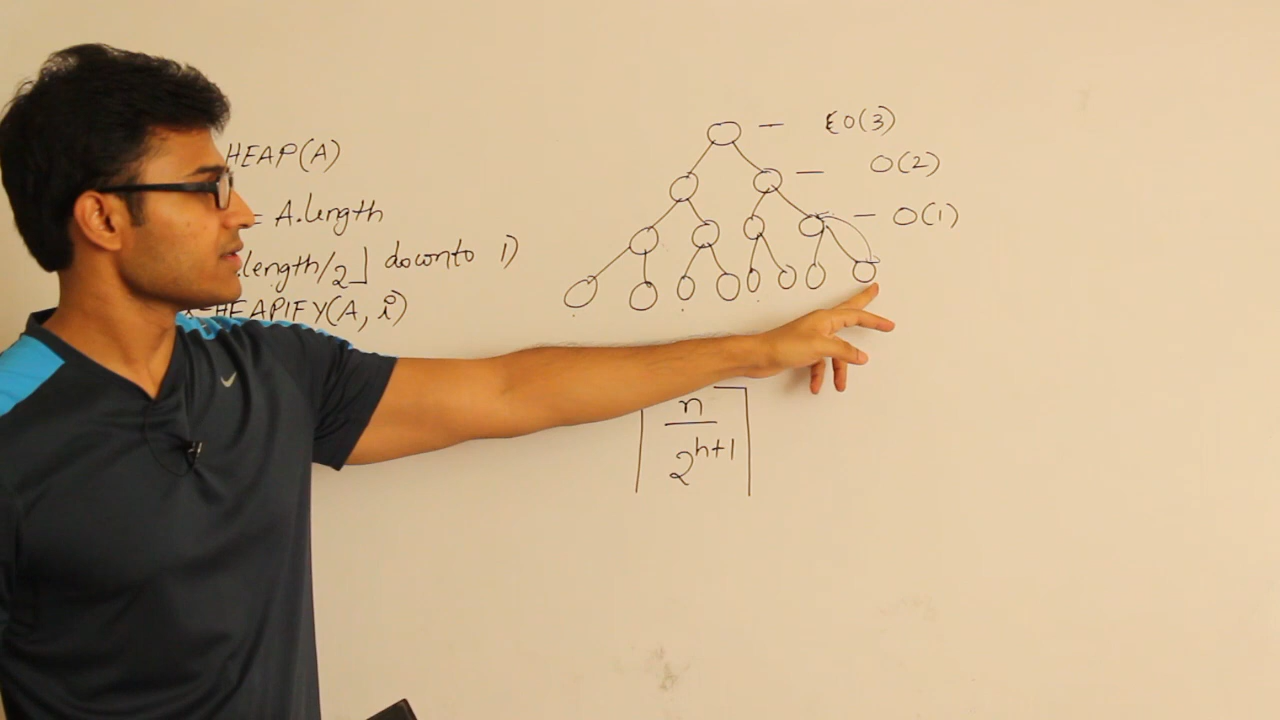 HEAP(A)
= A.length
.length/2⌋ downto 1)
-HEAPIFY(A, i)
O(3)
O(2)
O(1)
⌈n/2^h+1⌉